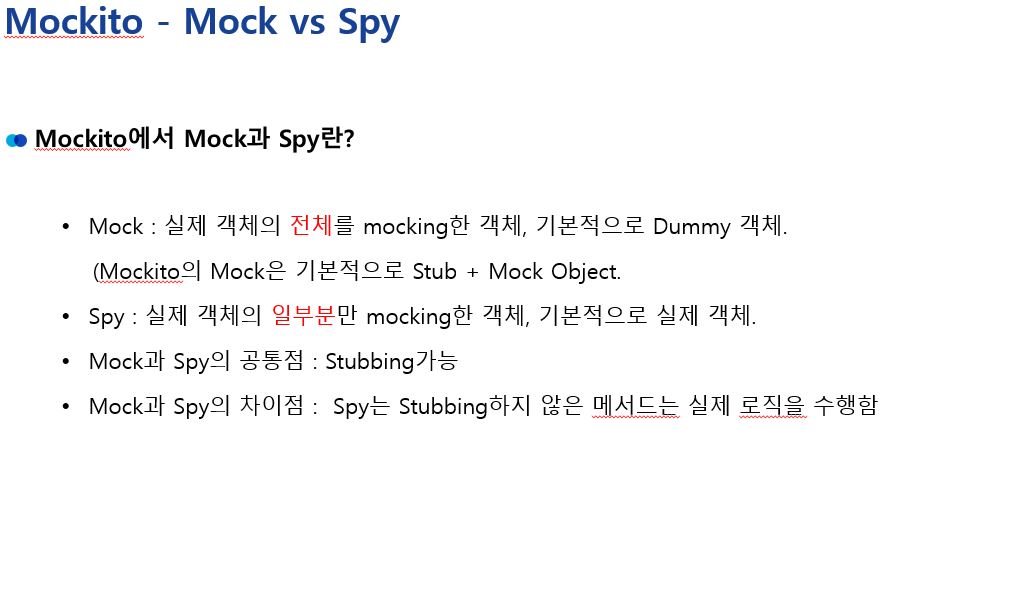 Mockito - Mock vs Spy
Mockito에서 Mock과 Spy란?
• Mock : 실제 객체의 전체를 mocking한 객체, 기본적으로 Dummy 객체.
(Mockito의 Mock은 기본적으로 Stub + Mock Object.
• Spy : 실제 객체의 일부분만 mocking한 객체, 기본적으로 실제 객체.
• Mock과 Spy의 공통점 : Stubbing가능
• Mock과 Spy의 차이점 : Spy는 Stubbing하지 않은 메서드는 실제 로직을 수행함